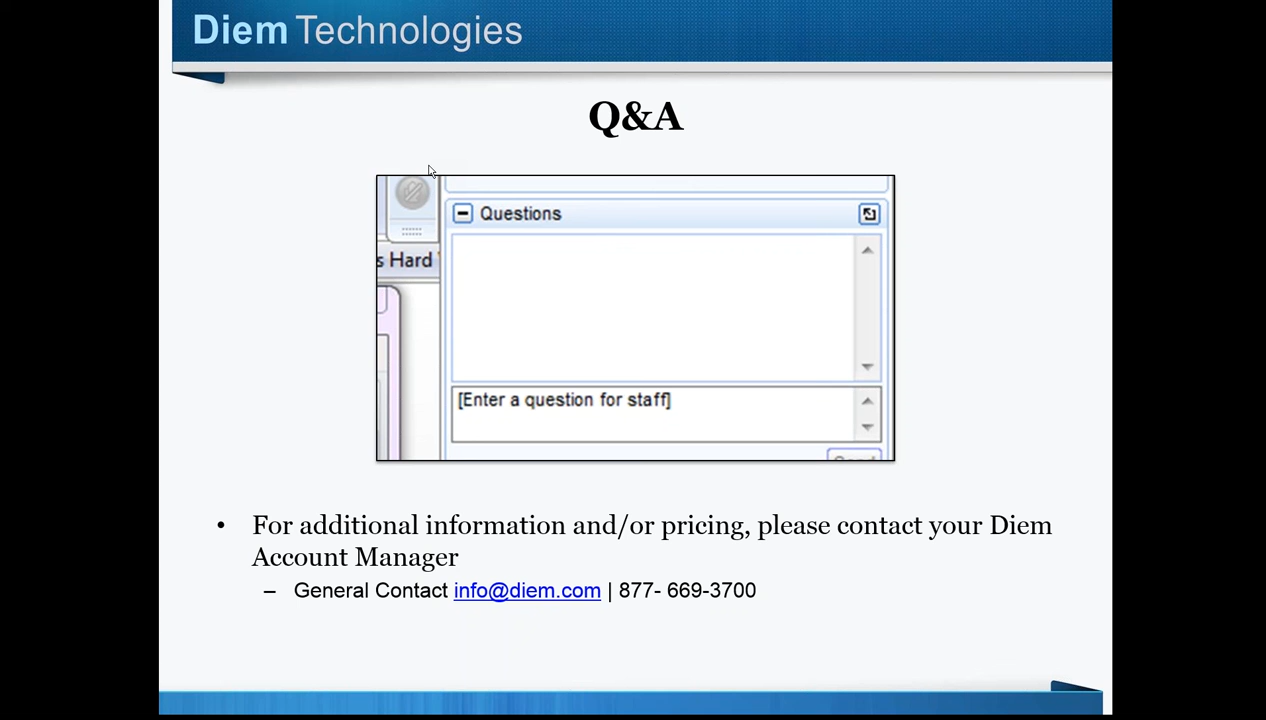 Diem Technologies
Q&A
Questions
s Hard
[Enter a question for staff]
• For additional information and/or pricing, please contact your Diem
Account Manager
– General Contact info@diem.com | 877- 669-3700